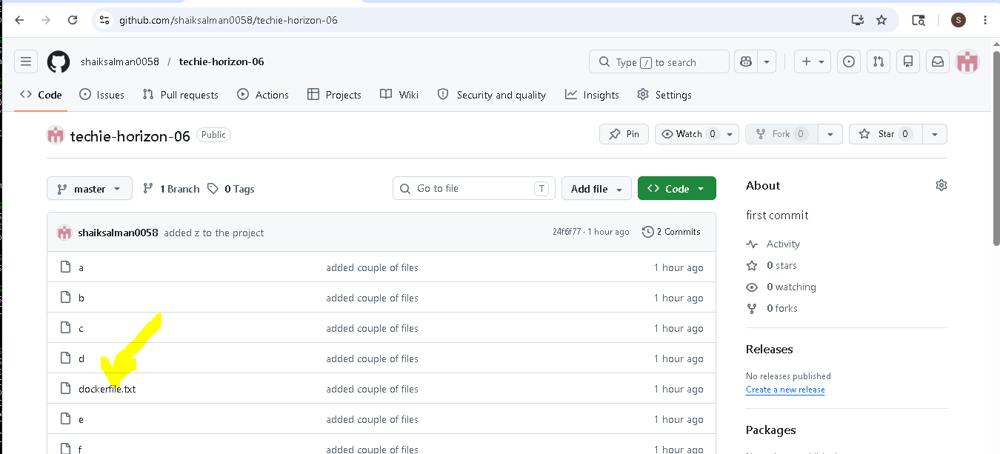 github.com/shaiksalman0058/techie-horizon-06
S
shaiksalman0058 / techie-horizon-06
Type / to search
Code Issues Pull requests Actions Projects Wiki Security and quality Insights Settings
techie-horizon-06 Public
Pin Watch 0 Fork 0 Star 0
master 1 Branch 0 Tags Go to file T Add file Code
shaiksalman0058 added z to the project 24f6f77 · 1 hour ago 2 Commits
a added couple of files 1 hour ago
b added couple of files 1 hour ago
c added couple of files 1 hour ago
d added couple of files 1 hour ago
dockerfile.txt added couple of files 1 hour ago
e added couple of files 1 hour ago
f added couple of files 1 hour ago
About
first commit
Activity
0 stars
0 watching
0 forks
Releases
No releases published
Create a new release
Packages